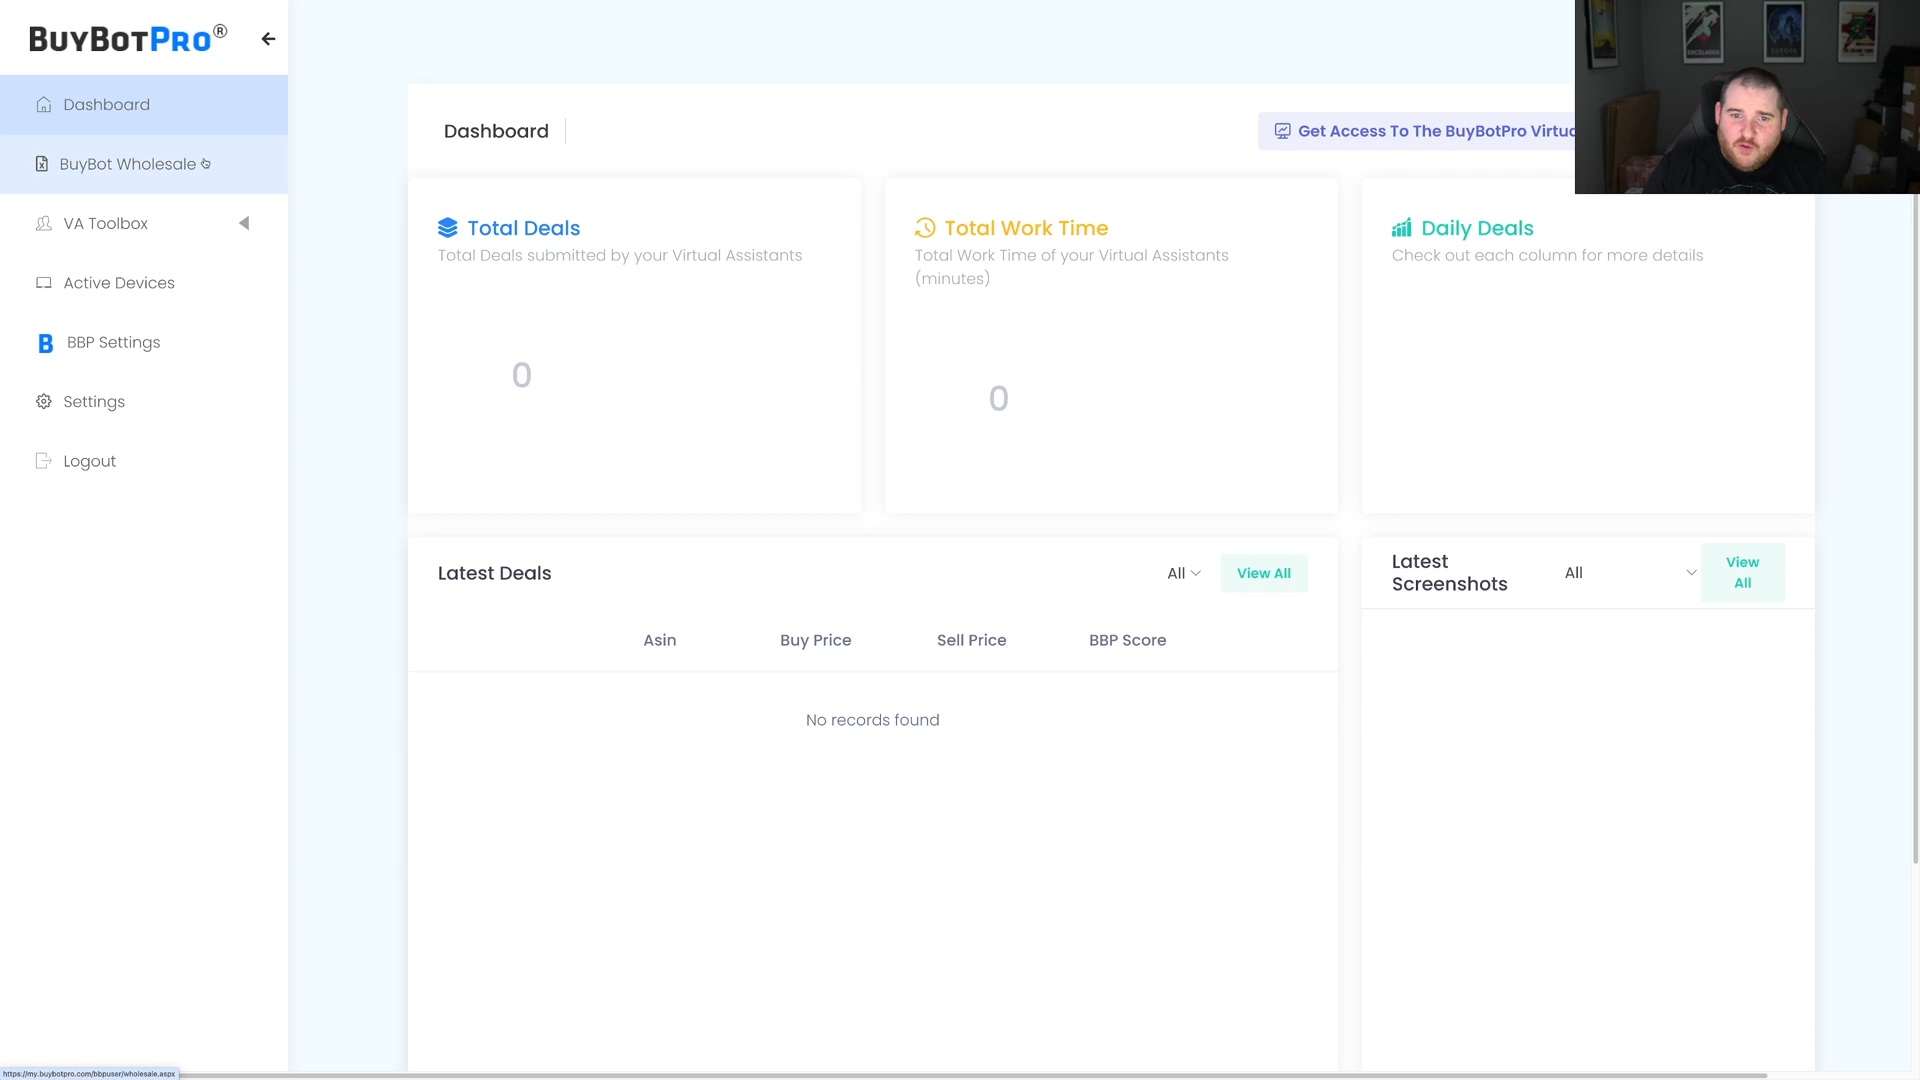 BUYBOTPRO®
Dashboard
BuyBot Wholesale
VA Toolbox
Active Devices
B BBP Settings
Settings
Logout
Dashboard
Get Access To The BuyBotPro Virtu
Total Deals
Total Deals submitted by your Virtual Assistants
0
Total Work Time
Total Work Time of your Virtual Assistants
(minutes)
0
Daily Deals
Check out each column for more details
Latest Deals
All
View All
Asin Buy Price Sell Price BBP Score
No records found
Latest
Screenshots
All
View
All
https://my.buybotpro.com/bbpuser/wholesale.aspx